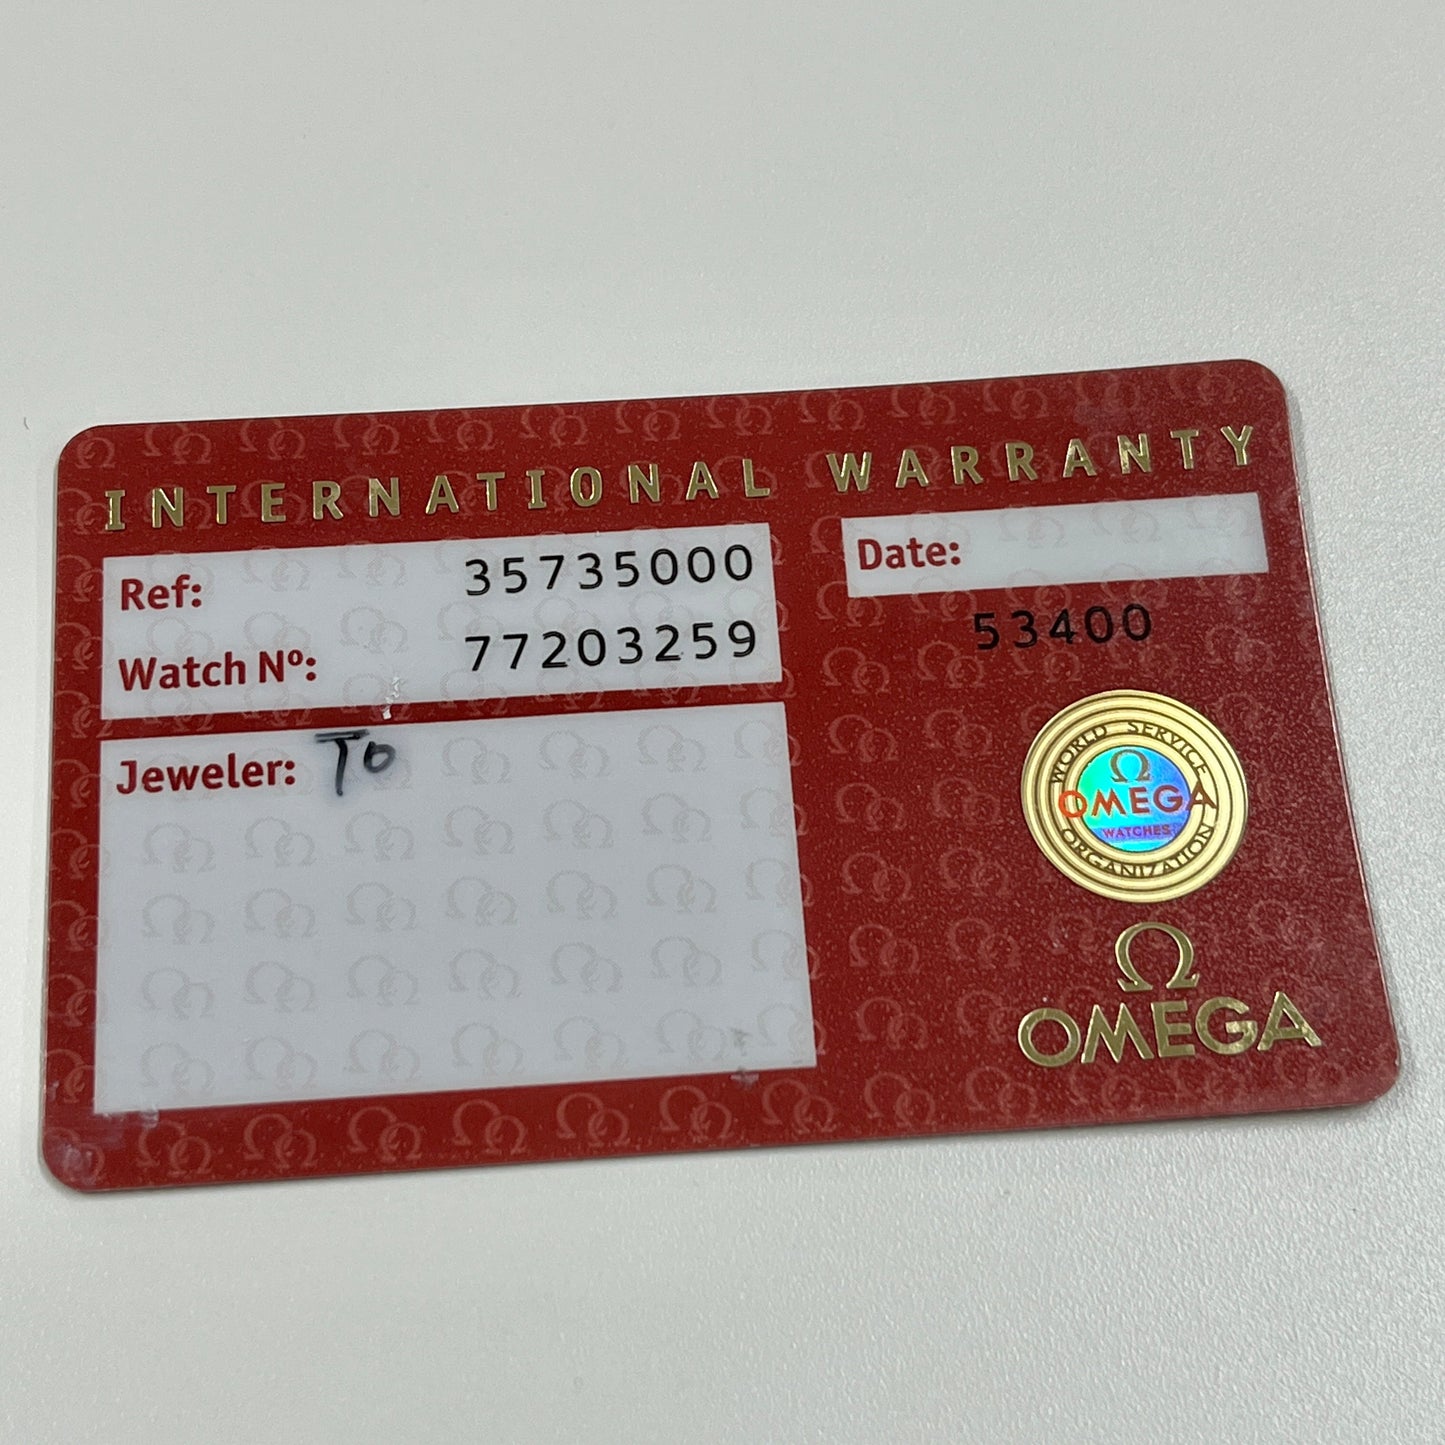 INTERNATIONAL WARRANTY
Ref: 35735000
Watch Nº: 77203259
Date:
53400
Jeweler: To
WORLD SERVICE
Ω
OMEGA
WATCHES
ORGANIZATION
Ω
OMEGA